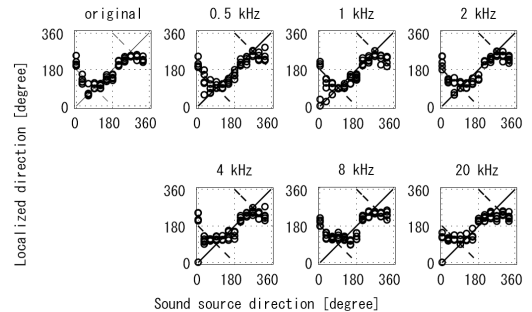 original 0.5 kHz 1 kHz 2 kHz
360 360 360 360
180 180 180 180
0 0 0 0
0 180 360 0 180 360 0 180 360 0 180 360
4 kHz 8 kHz 20 kHz
360 360 360
180 180 180
0 0 0
0 180 360 0 180 360 0 180 360
Localized direction [degree]
Sound source direction [degree]